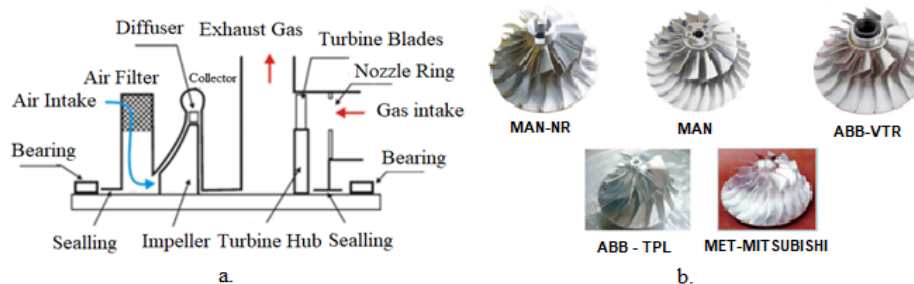 Diffuser
Exhaust Gas
Turbine Blades
Collector
Nozzle Ring
Air Filter
Air Intake
Gas intake
Bearing
Bearing
Sealling
Impeller
Turbine Hub
Sealling
a.
MAN-NR
MAN
ABB-VTR
ABB - TPL
MET-MITSUBISHI
b.